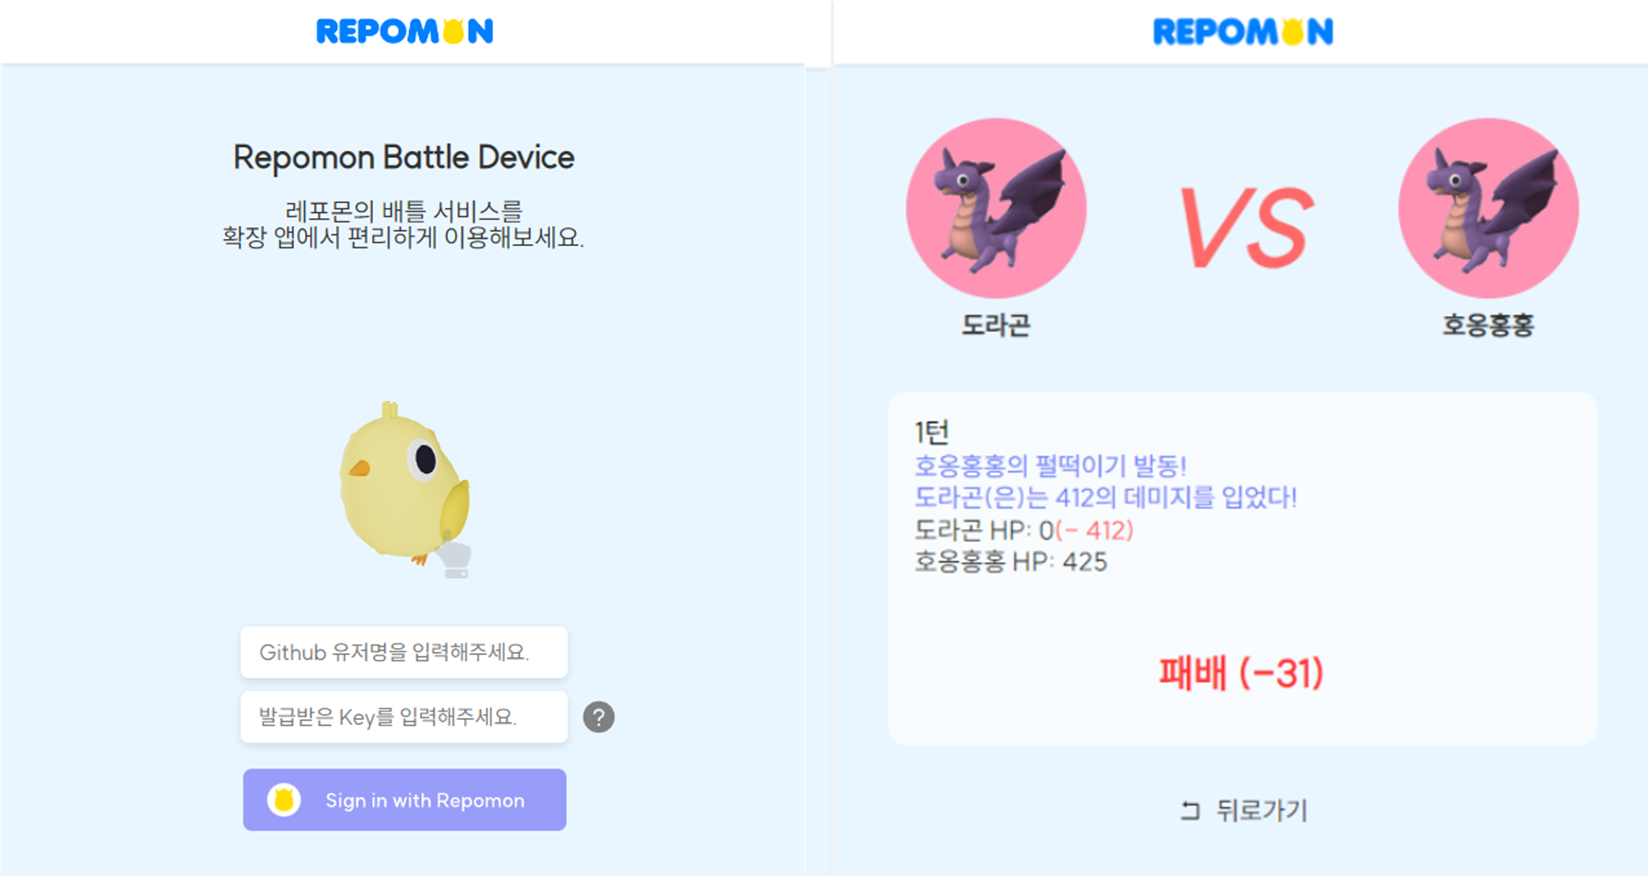 REPOMON
Repomon Battle Device
레포몬의 배틀 서비스를
확장 앱에서 편리하게 이용해보세요.
Github 유저명을 입력해주세요.
발급받은 Key를 입력해주세요.
?
Sign in with Repomon
REPOMON
VS
도라곤
호옹홍홍
1턴
호옹홍홍의 펄떡이기 발동!
도라곤(은)는 412의 데미지를 입었다!
도라곤 HP: 0(- 412)
호옹홍홍 HP: 425
패배 (-31)
뒤로가기